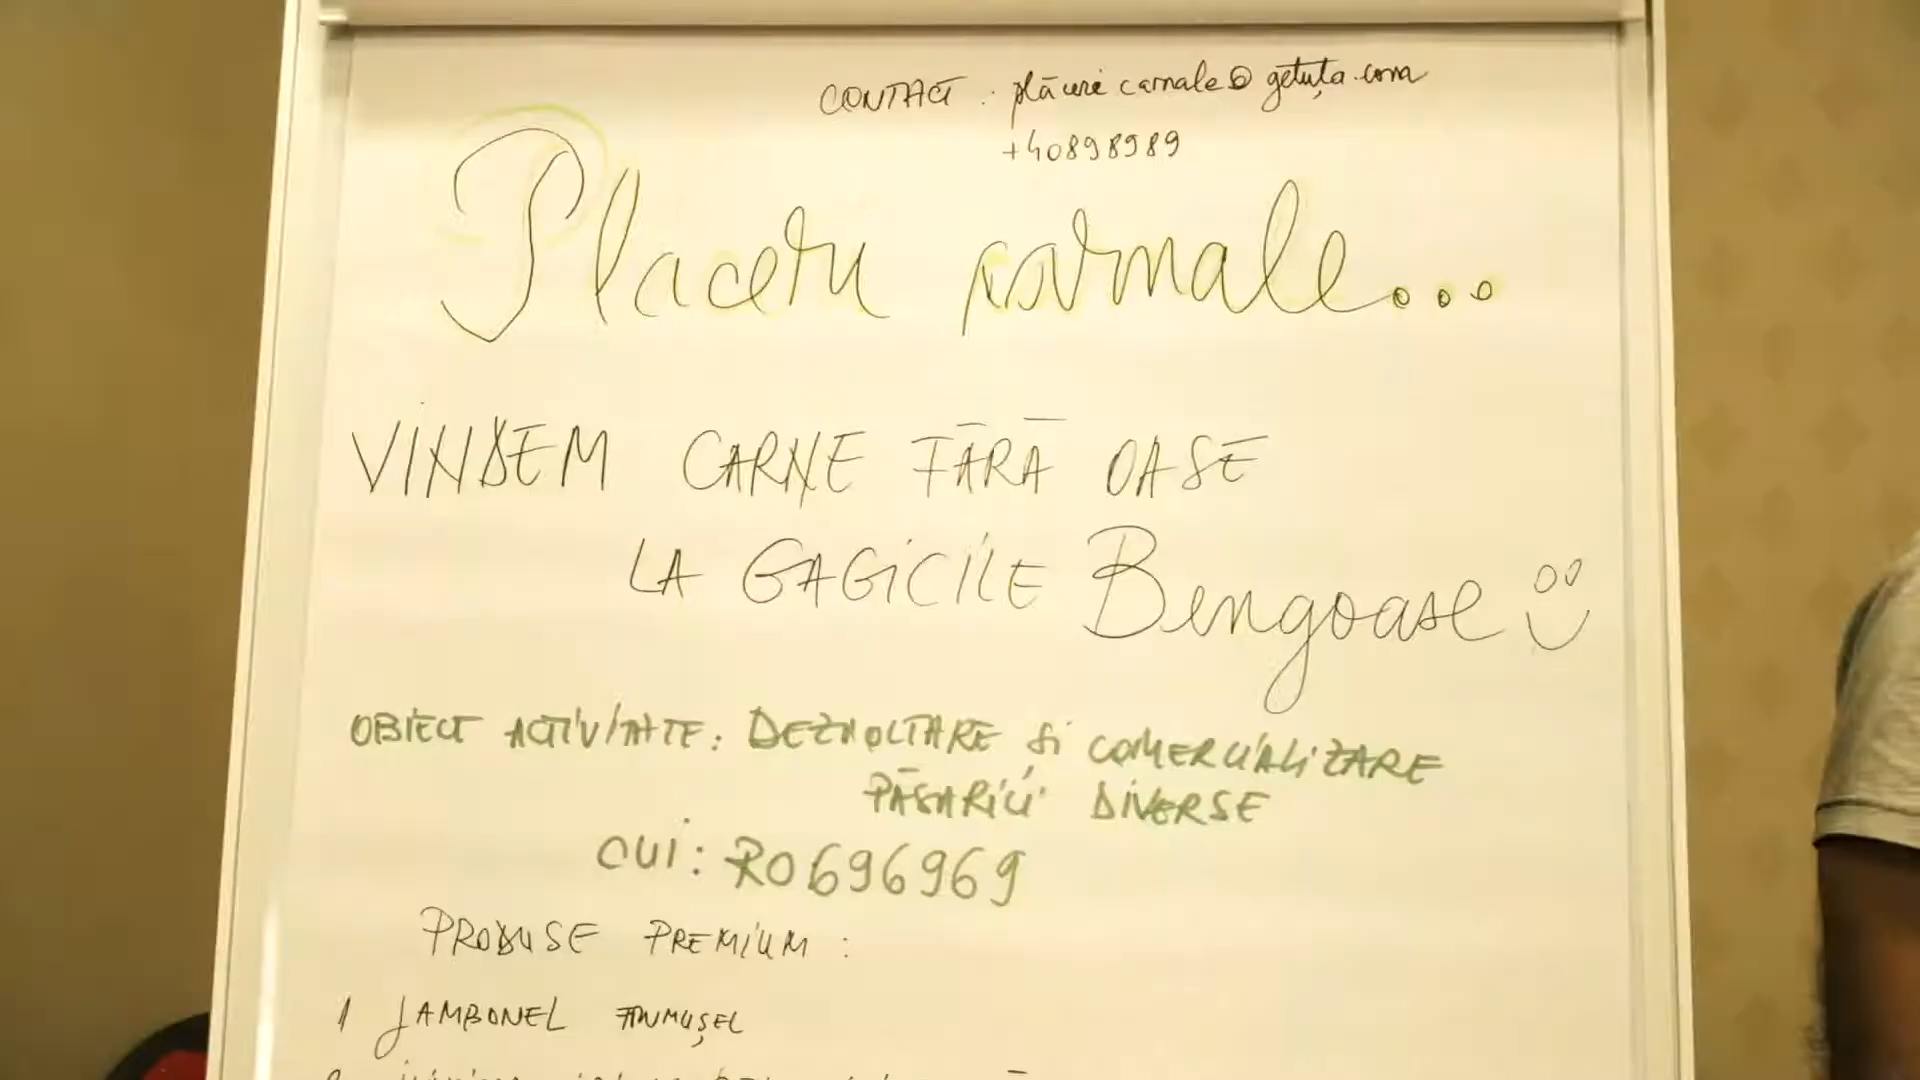 CONTACT : plăceri carnale@getuța.com
+40898989
Placeri carnale...
VINDEM CARNE FĂRĂ OASE
LA GAGICILE Bengoase
OBIECT ACTIVITATE: DEZVOLTARE și COMERCIALIZARE
PĂSĂRICI DIVERSE
CUI: RO696969
PRODUSE PREMIUM :
1 JAMBONEL FRUMUȘEL